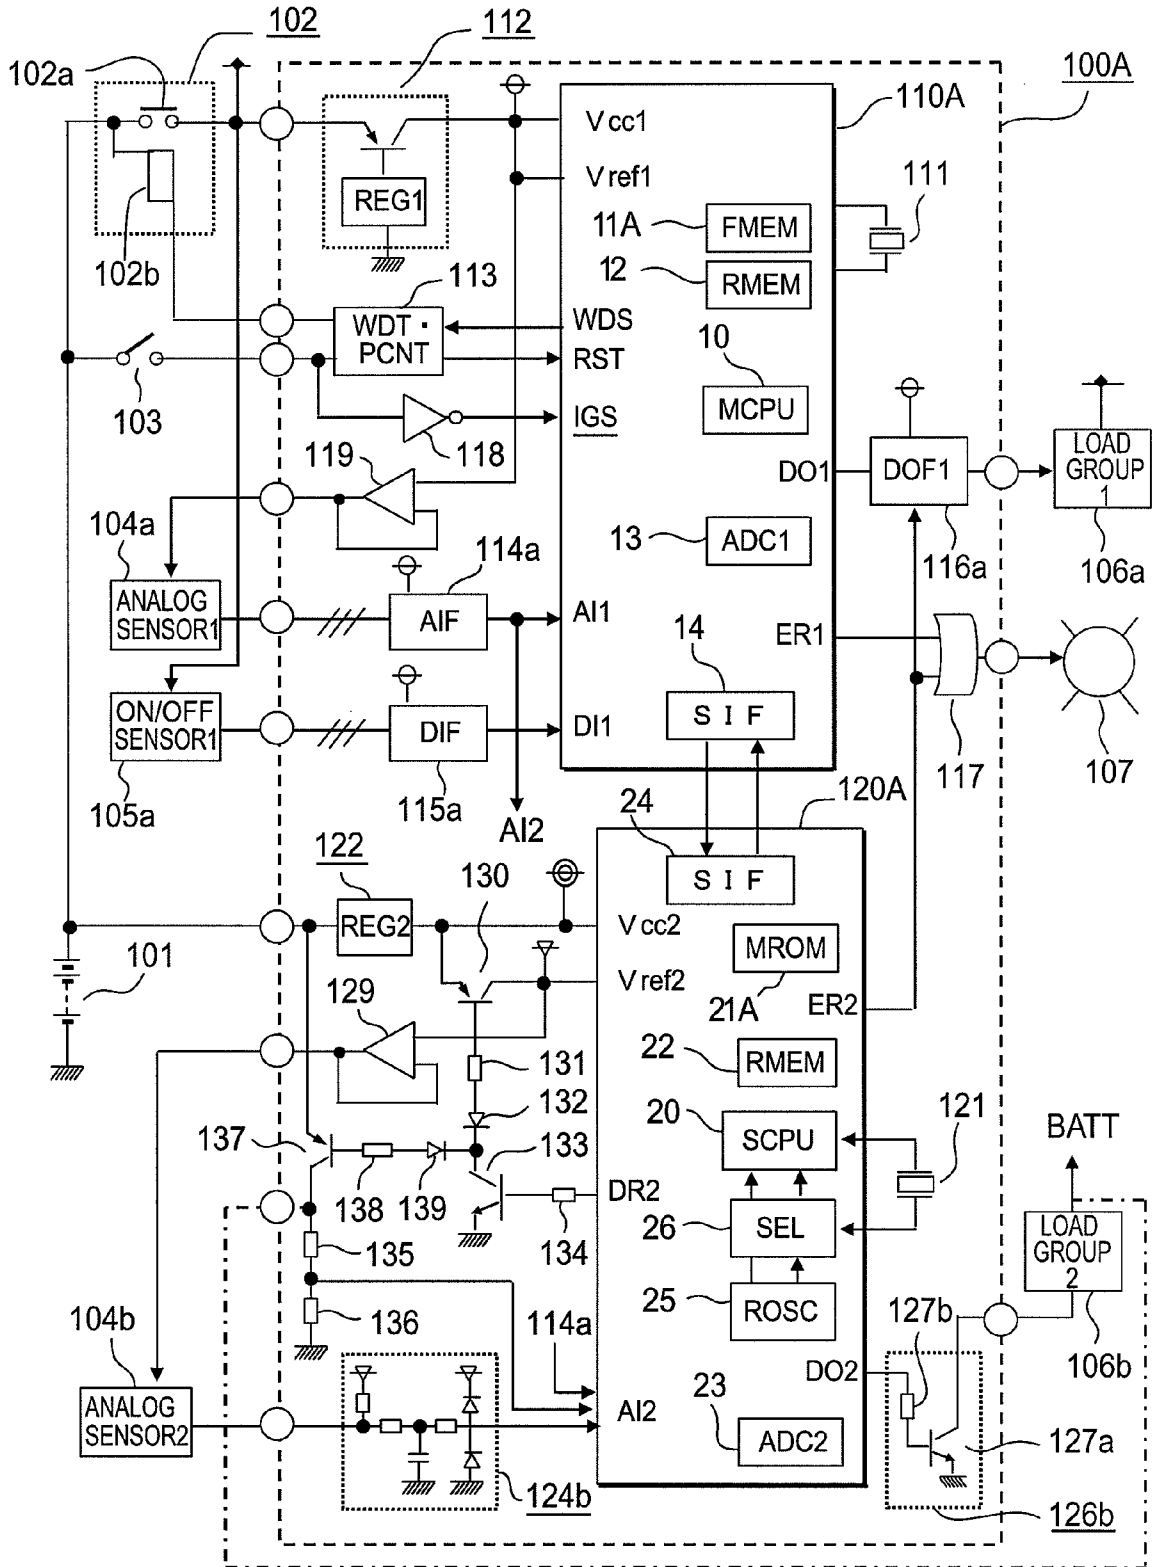 102
112
102a
100A
110A
Vcc1
Vref1
REG1
102b
11A
FMEM
111
12
RMEM
113
WDT・
PCNT
WDS
RST
10
MCPU
103
IGS
118
119
DO1
DOF1
LOAD
GROUP
1
104a
13
ADC1
116a
106a
114a
ANALOG
SENSOR1
AIF
AI1
ER1
14
SIF
ON/OFF
SENSOR1
DIF
DI1
117
107
105a
115a
AI2
120A
24
SIF
122
130
REG2
Vcc2
MROM
101
129
Vref2
21A
ER2
131
22
RMEM
132
20
SCPU
121
BATT
137
133
DR2
138
139
134
26
SEL
LOAD
GROUP
2
135
25
ROSC
136
127b
104b
114a
106b
DO2
ANALOG
SENSOR2
AI2
23
ADC2
127a
124b
126b